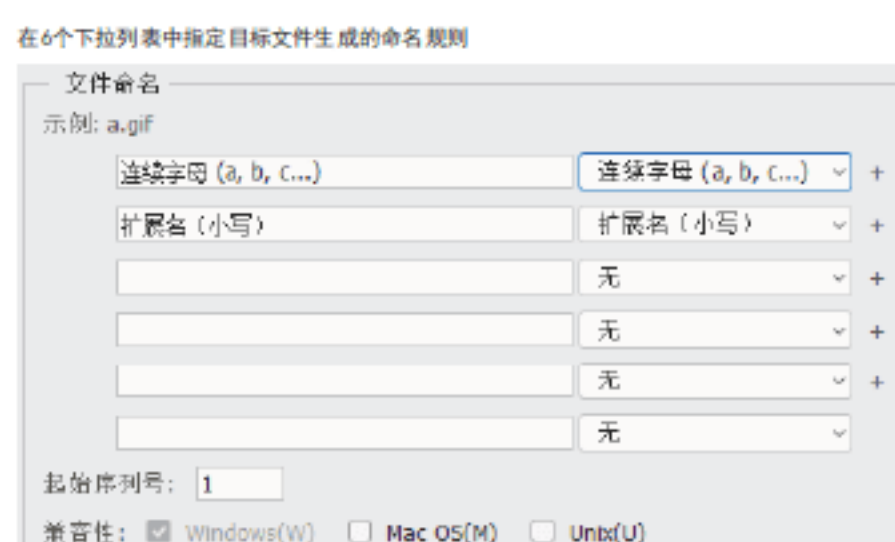 在6个下拉列表中指定目标文件生成的命名规则
文件命名
示例: a.gif
连续字母 (a, b, c...) 连续字母 (a, b, c...) +
扩展名（小写） 扩展名（小写） +
无 +
无 +
无 +
无
起始序列号: 1
兼容性: Windows(W) Mac OS(M) Unix(U)